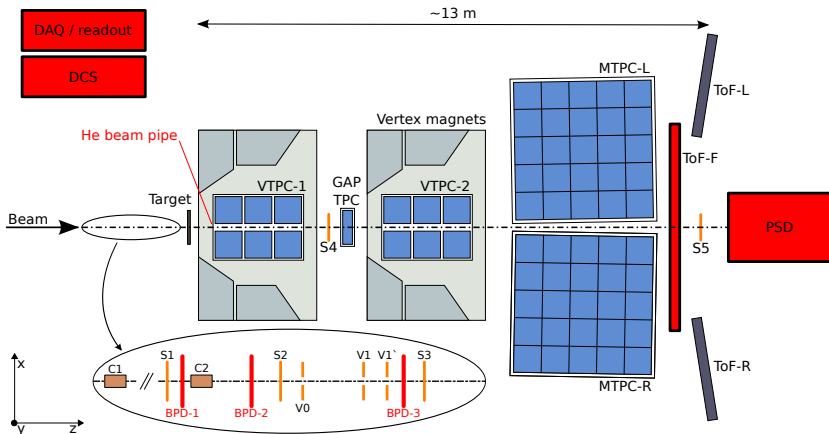 DAQ / readout
DCS
~13 m
MTPC-L
ToF-L
Vertex magnets
He beam pipe
ToF-F
VTPC-1
GAP
TPC
VTPC-2
Target
Beam
S4
S5
PSD
S1
C2
S2
V1
V1`
S3
C1
BPD-1
BPD-2
V0
BPD-3
MTPC-R
ToF-R
x
y
z